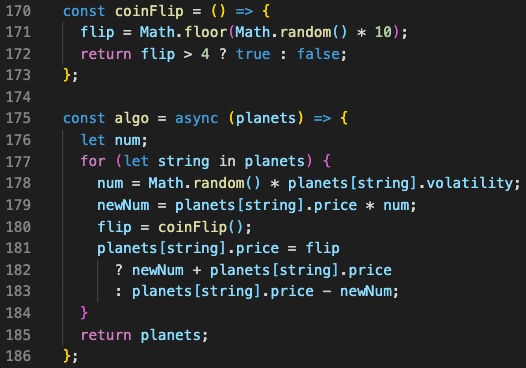 170 const coinFlip = () => {
171 flip = Math.floor(Math.random() * 10);
172 return flip > 4 ? true : false;
173 };
174
175 const algo = async (planets) => {
176 let num;
177 for (let string in planets) {
178 num = Math.random() * planets[string].volatility;
179 newNum = planets[string].price * num;
180 flip = coinFlip();
181 planets[string].price = flip
182 ? newNum + planets[string].price
183 : planets[string].price - newNum;
184 }
185 return planets;
186 };